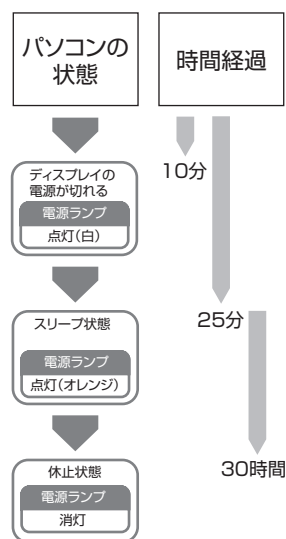 パソコンの
状態
時間経過
10分
ディスプレイの
電源が切れる
電源ランプ
点灯(白)
25分
スリープ状態
電源ランプ
点灯(オレンジ)
30時間
休止状態
電源ランプ
消灯